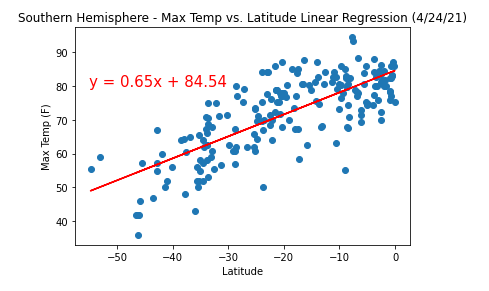 Southern Hemisphere - Max Temp vs. Latitude Linear Regression (4/24/21)
90
y = 0.65x + 84.54
80
70
Max Temp (F)
60
50
40
−50 −40 −30 −20 −10 0
Latitude